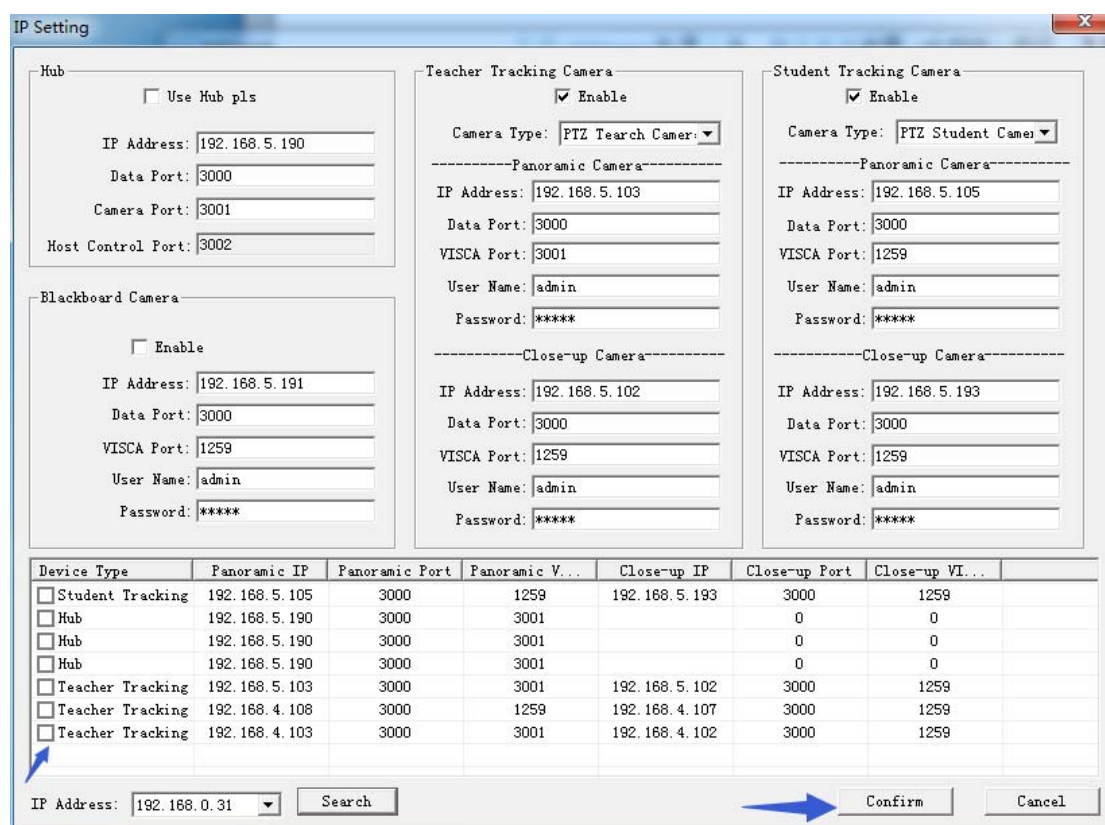 IP Setting
Hub
Use Hub pls
IP Address: 192.168.5.190
Data Port: 3000
Camera Port: 3001
Host Control Port: 3002
Blackboard Camera
Enable
IP Address: 192.168.5.191
Data Port: 3000
VISCA Port: 1259
User Name: admin
Password: *****
Teacher Tracking Camera
Enable
Camera Type: PTZ Tearch Camer
----------Panoramic Camera----------
IP Address: 192.168.5.103
Data Port: 3000
VISCA Port: 3001
User Name: admin
Password: *****
-----------Close-up Camera---------
IP Address: 192.168.5.102
Data Port: 3000
VISCA Port: 1259
User Name: admin
Password: *****
Student Tracking Camera
Enable
Camera Type: PTZ Student Camer
----------Panoramic Camera----------
IP Address: 192.168.5.105
Data Port: 3000
VISCA Port: 1259
User Name: admin
Password: *****
-----------Close-up Camera----------
IP Address: 192.168.5.193
Data Port: 3000
VISCA Port: 1259
User Name: admin
Password: *****
Device Type Panoramic IP Panoramic Port Panoramic V... Close-up IP Close-up Port Close-up VI...
Student Tracking 192.168.5.105 3000 1259 192.168.5.193 3000 1259
Hub 192.168.5.190 3000 3001 0 0
Hub 192.168.5.190 3000 3001 0 0
Hub 192.168.5.190 3000 3001 0 0
Teacher Tracking 192.168.5.103 3000 3001 192.168.5.102 3000 1259
Teacher Tracking 192.168.4.108 3000 1259 192.168.4.107 3000 1259
Teacher Tracking 192.168.4.103 3000 3001 192.168.4.102 3000 1259
IP Address: 192.168.0.31 Search Confirm Cancel